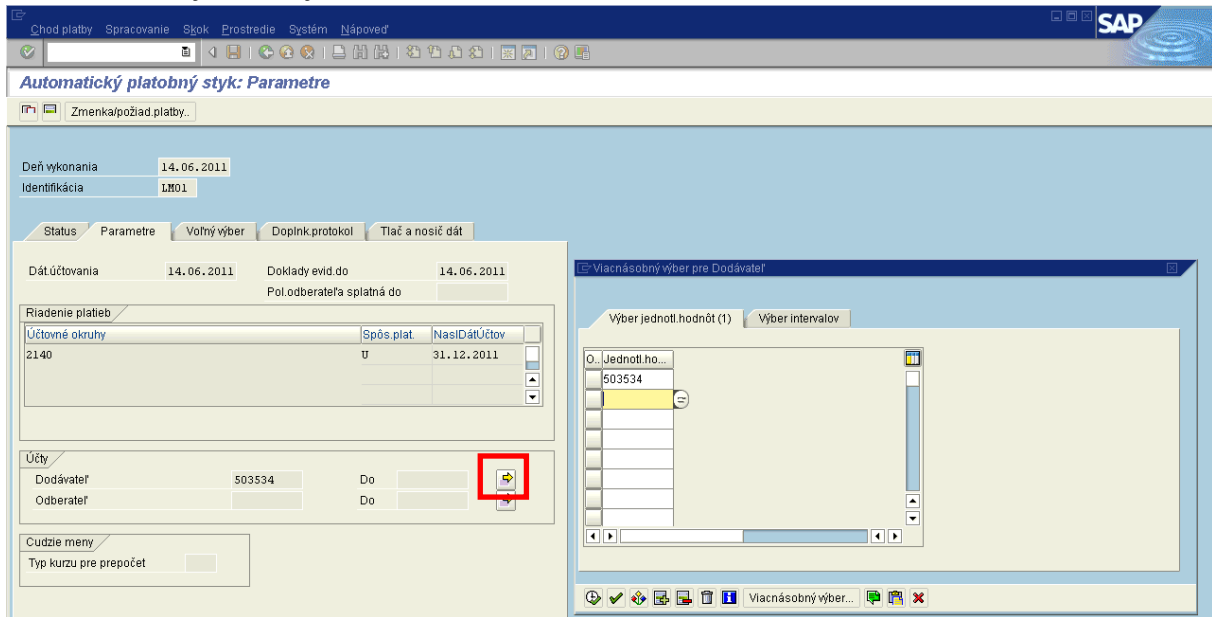 Chod platby Spracovanie Skok Prostredie Systém Nápoveď
SAP
Automatický platobný styk: Parametre
Zmenka/požiad.platby..
Deň vykonania 14.06.2011
Identifikácia LM01
Status Parametre Voľný výber Doplnk.protokol Tlač a nosič dát
Dát.účtovania 14.06.2011 Doklady evid.do 14.06.2011
Pol.odberateľa splatná do
Riadenie platieb
Účtovné okruhy Spôs.plat. NaslDátÚčtov
2140 U 31.12.2011
Účty
Dodávateľ 503534 Do
Odberateľ Do
Cudzie meny
Typ kurzu pre prepočet
Viacnásobný výber pre Dodávateľ
Výber jednotl.hodnôt (1) Výber intervalov
O.. Jednotl.ho...
503534
Viacnásobný výber...